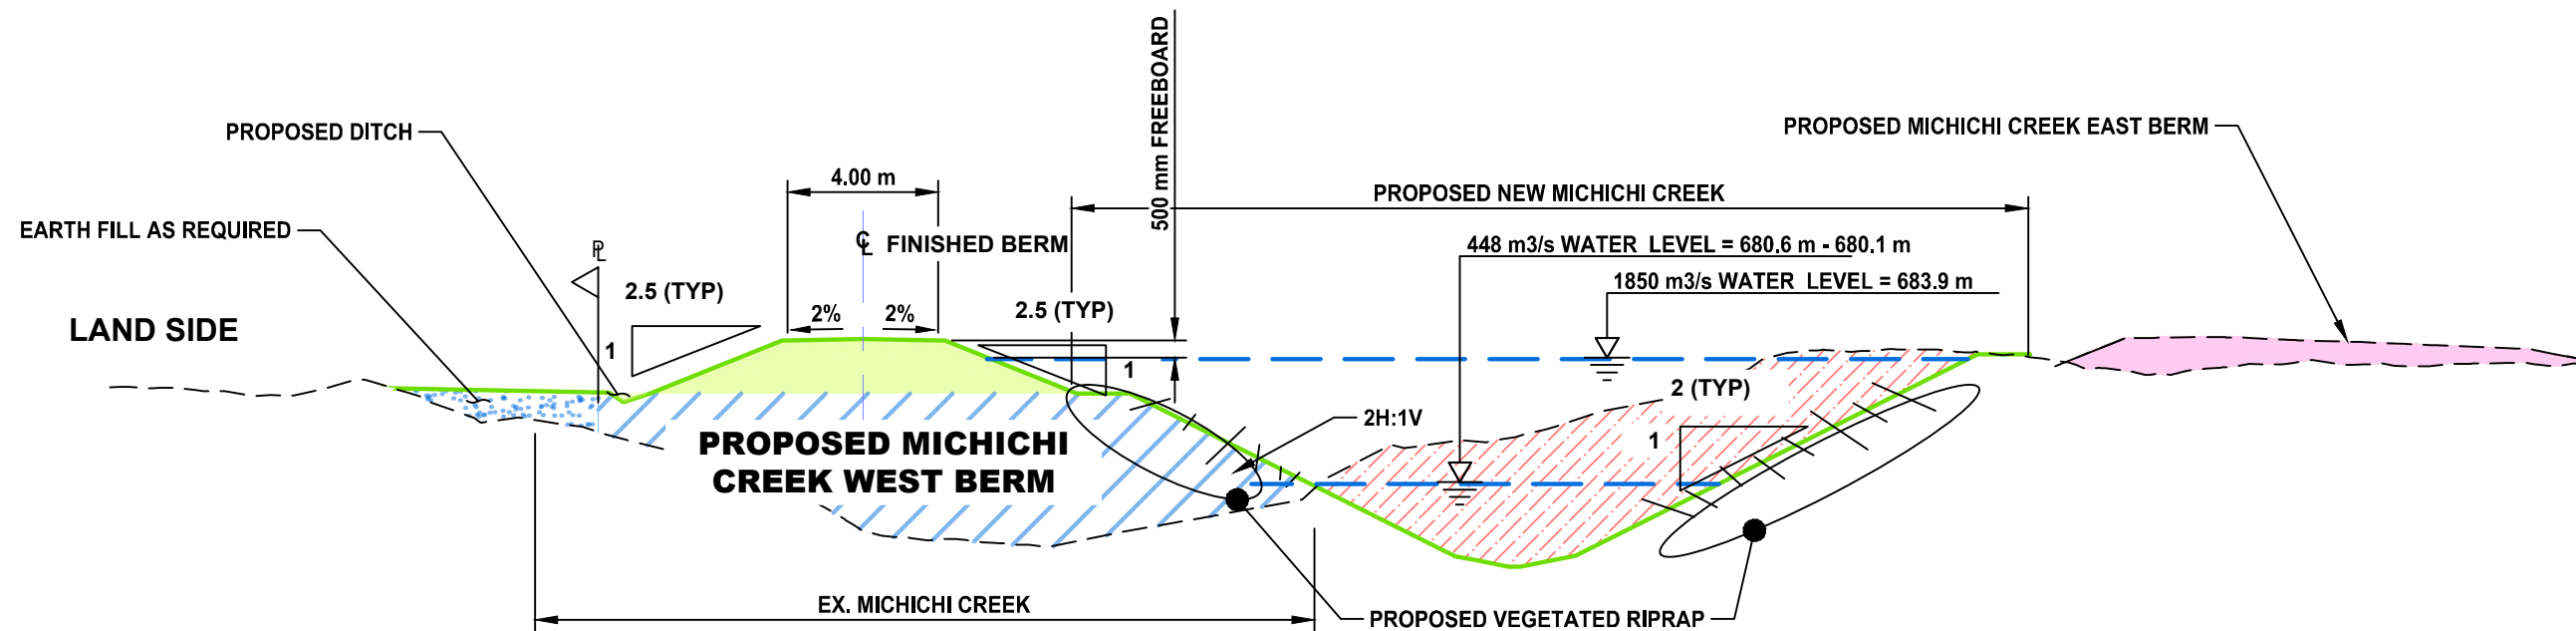 500 mm FREEBOARD
PROPOSED DITCH
PROPOSED MICHICHI CREEK EAST BERM
4.00 m
PROPOSED NEW MICHICHI CREEK
EARTH FILL AS REQUIRED
℄ FINISHED BERM
448 m3/s WATER LEVEL = 680.6 m - 680.1 m
PL
1850 m3/s WATER LEVEL = 683.9 m
2.5 (TYP)
2%
2%
2.5 (TYP)
LAND SIDE
1
1
2 (TYP)
2H:1V
PROPOSED MICHICHI
CREEK WEST BERM
1
EX. MICHICHI CREEK
PROPOSED VEGETATED RIPRAP